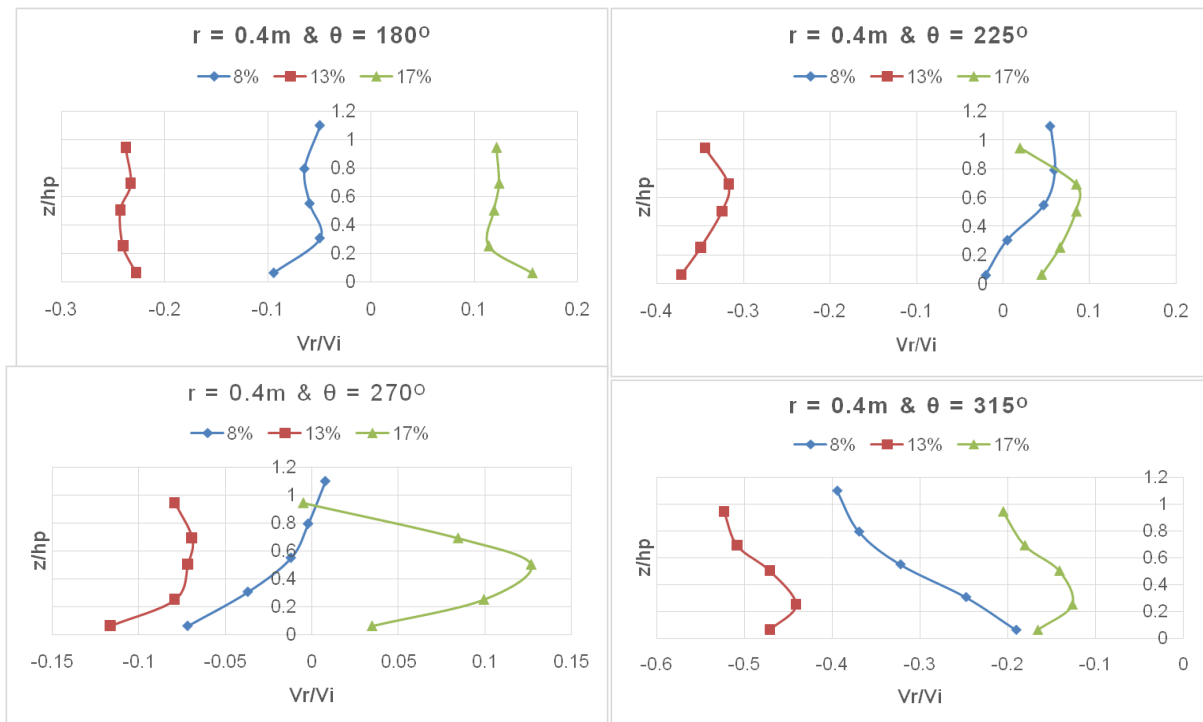 r = 0.4m & θ = 180º
8% 13% 17%
1.2
1
0.8
0.6
0.4
0.2
0
z/hp
-0.3 -0.2 -0.1 0 0.1 0.2
Vr/Vi
r = 0.4m & θ = 225º
8% 13% 17%
1.2
1
0.8
0.6
0.4
0.2
0
z/hp
-0.4 -0.3 -0.2 -0.1 0 0.1 0.2
Vr/Vi
r = 0.4m & θ = 270º
8% 13% 17%
1.2
1
0.8
0.6
0.4
0.2
0
z/hp
-0.15 -0.1 -0.05 0 0.05 0.1 0.15
Vr/Vi
r = 0.4m & θ = 315º
8% 13% 17%
1.2
1
0.8
0.6
0.4
0.2
0
z/hp
-0.6 -0.5 -0.4 -0.3 -0.2 -0.1 0
Vr/Vi